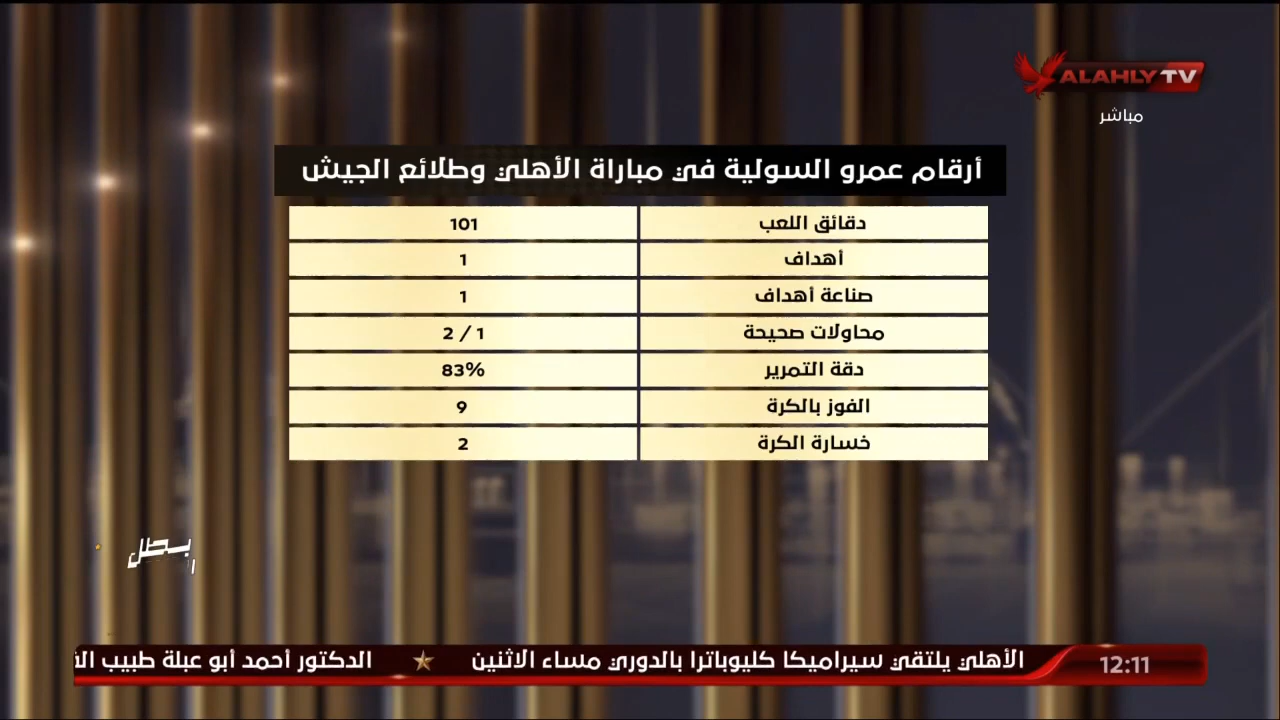 ALAHLY TV
مباشر
أرقام عمرو السولية في مباراة الأهلي وطلائع الجيش
دقائق اللعب 101
أهداف 1
صناعة أهداف 1
محاولات صحيحة 1 / 2
دقة التمرير 83%
الفوز بالكرة 9
خسارة الكرة 2
بطل
12:11 الأهلي يلتقي سيراميكا كليوباترا بالدوري مساء الاثنين ★ الدكتور أحمد أبو عبلة طبيب